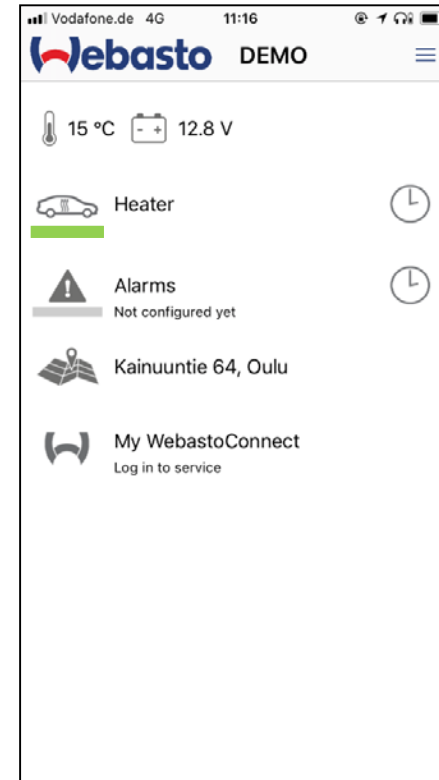 Vodafone.de 4G 11:16
Webasto DEMO
15 °C - + 12.8 V
Heater
Alarms
Not configured yet
Kainuuntie 64, Oulu
My WebastoConnect
Log in to service